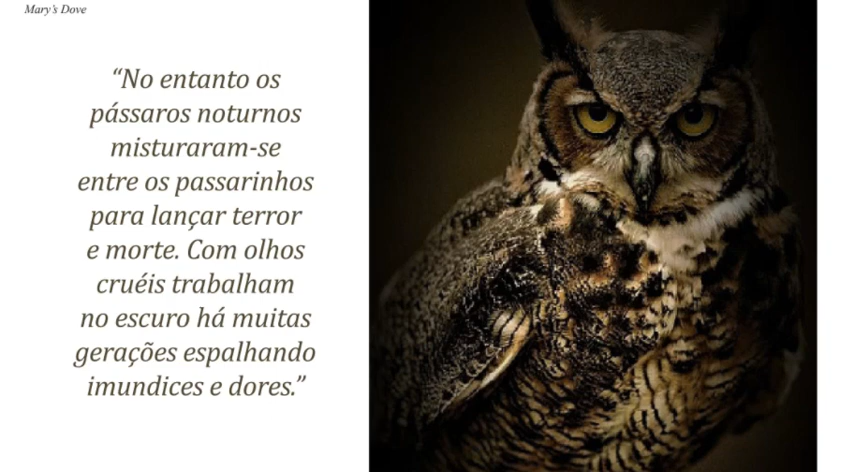 Mary's Dove
“No entanto os
pássaros noturnos
misturaram-se
entre os passarinhos
para lançar terror
e morte. Com olhos
cruéis trabalham
no escuro há muitas
gerações espalhando
imundices e dores.”